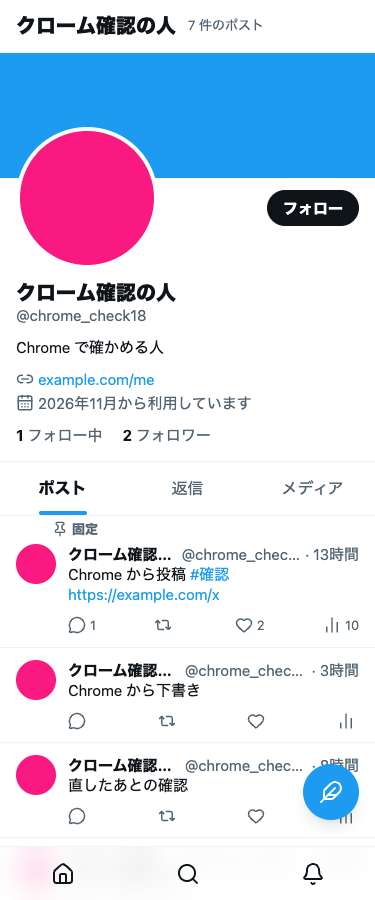 クローム確認の人 7 件のポスト
フォロー
クローム確認の人
@chrome_check18
Chrome で確かめる人
example.com/me
2026年11月から利用しています
1 フォロー中 2 フォロワー
ポスト 返信 メディア
固定
クローム確認... @chrome_chec... · 13時間
Chrome から投稿 #確認
https://example.com/x
1 2 10
クローム確認... @chrome_chec... · 3時間
Chrome から下書き
クローム確認... @chrome_chec... · 8時間
直したあとの確認